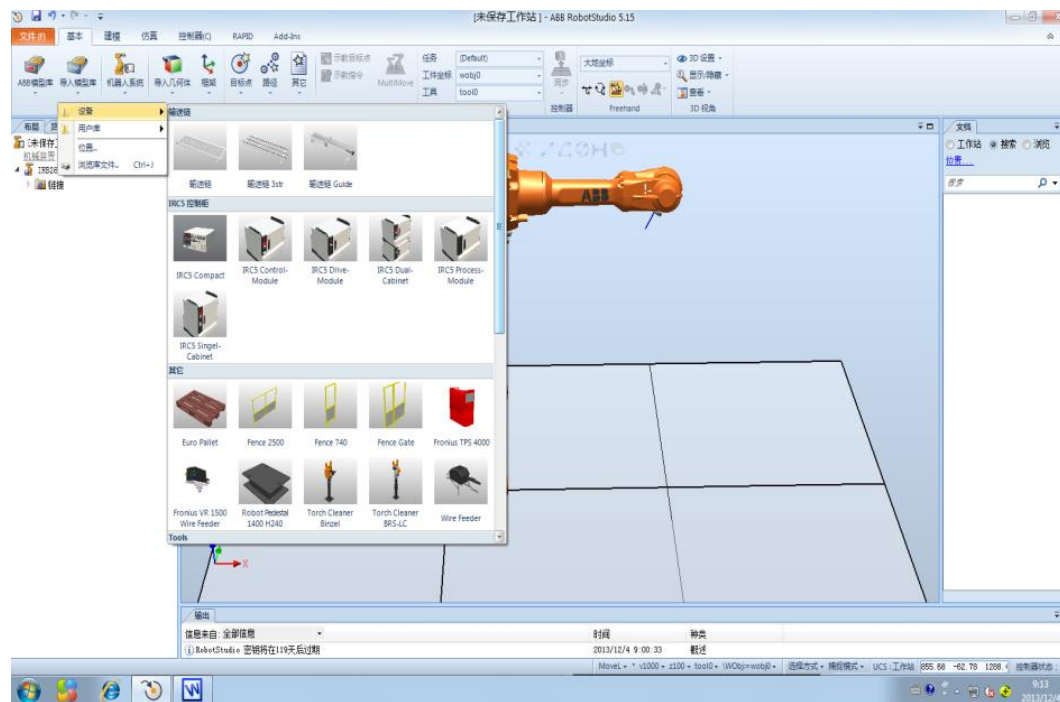 [未保存工作站] - ABB RobotStudio 5.15
文件(F) 基本 建模 仿真 控制器(C) RAPID Add-Ins
ABB模型库 导入模型库 机器人系统 导入几何体 框架 目标点 路径 其它
示教目标点
示教指令
MultiMove
任务 (Default)
工件坐标 wobj0
工具 tool0
同步
控制器
大地坐标
Freehand
3D 设置
显示/隐藏
查看
3D 视角
设备
用户库
位置...
浏览库文件... Ctrl+J
布局
机械装置
链接
输送链
输送链 输送链 3str 输送链 Guide
IRC5 控制柜
IRC5 Compact IRC5 Control-Module IRC5 Drive-Module IRC5 Dual-Cabinet IRC5 Process-Module
IRC5 Singel-Cabinet
其它
Euro Pallet Fence 2500 Fence 740 Fence Gate Fronius TPS 4000
Fronius VR 1500 Wire Feeder Robot Pedestal 1400 H240 Torch Cleaner Binzel Torch Cleaner BRS-LC Wire Feeder
Tools
ABB
X
文档
工作站 搜索 浏览
位置...
搜索
输出
信息来自: 全部信息 时间 种类
RobotStudio 密钥将在119天后过期 2013/12/4 9:00:33 概述
MoveL * v1000 z100 tool0 \WObj:=wobj0 选择方式 捕捉模式 UCS:工作站 855.68 -62.78 1288. 控制器状态:
9:13
2013/12/4